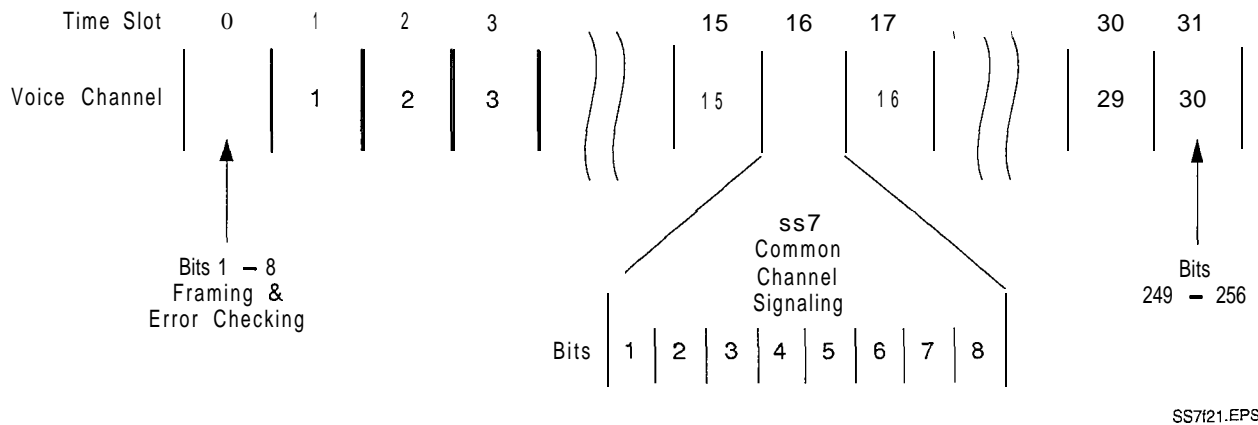 Time Slot 0 1 2 3 15 16 17 30 31
Voice Channel 1 2 3 15 16 29 30
Bits 1 – 8
Framing &
Error Checking
ss7
Common
Channel
Signaling
Bits
249 – 256
Bits 1 2 3 4 5 6 7 8
SS7f21.EPS